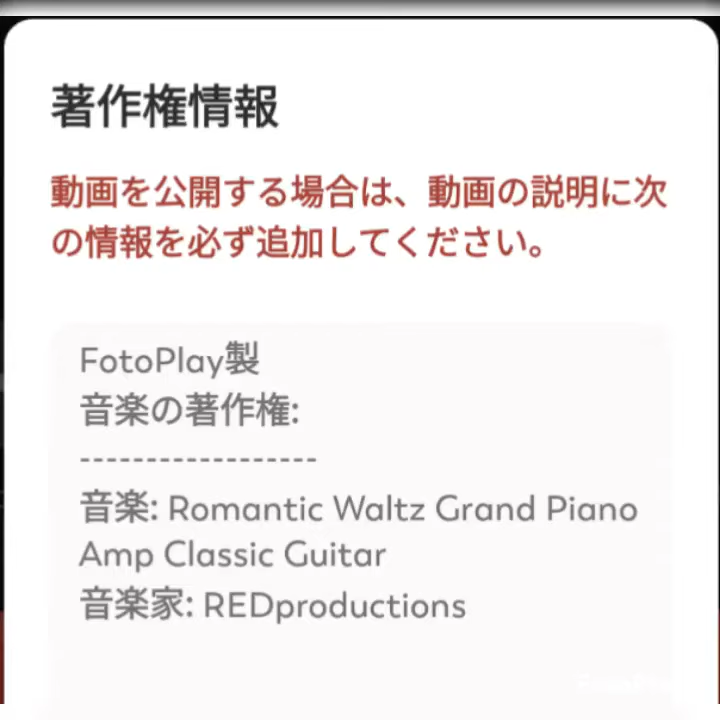 著作権情報
動画を公開する場合は、動画の説明に次
の情報を必ず追加してください。
FotoPlay製
音楽の著作権:
------------------
音楽: Romantic Waltz Grand Piano
Amp Classic Guitar
音楽家: REDproductions